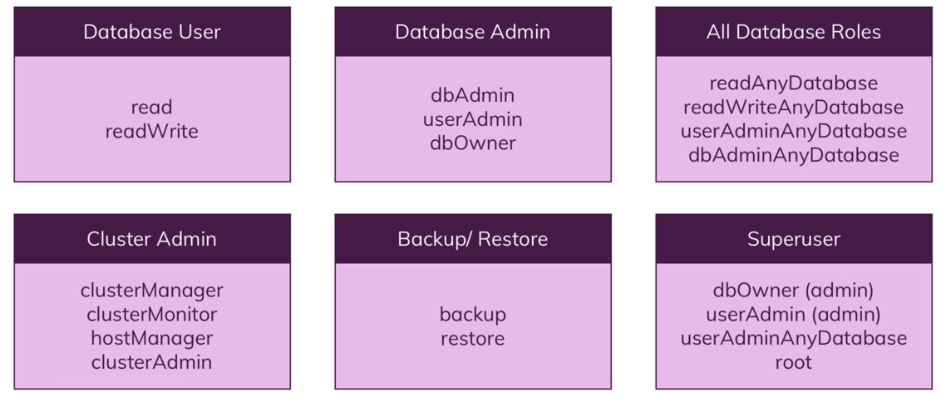 Database User
read
readWrite
Database Admin
dbAdmin
userAdmin
dbOwner
All Database Roles
readAnyDatabase
readWriteAnyDatabase
userAdminAnyDatabase
dbAdminAnyDatabase
Cluster Admin
clusterManager
clusterMonitor
hostManager
clusterAdmin
Backup/ Restore
backup
restore
Superuser
dbOwner (admin)
userAdmin (admin)
userAdminAnyDatabase
root